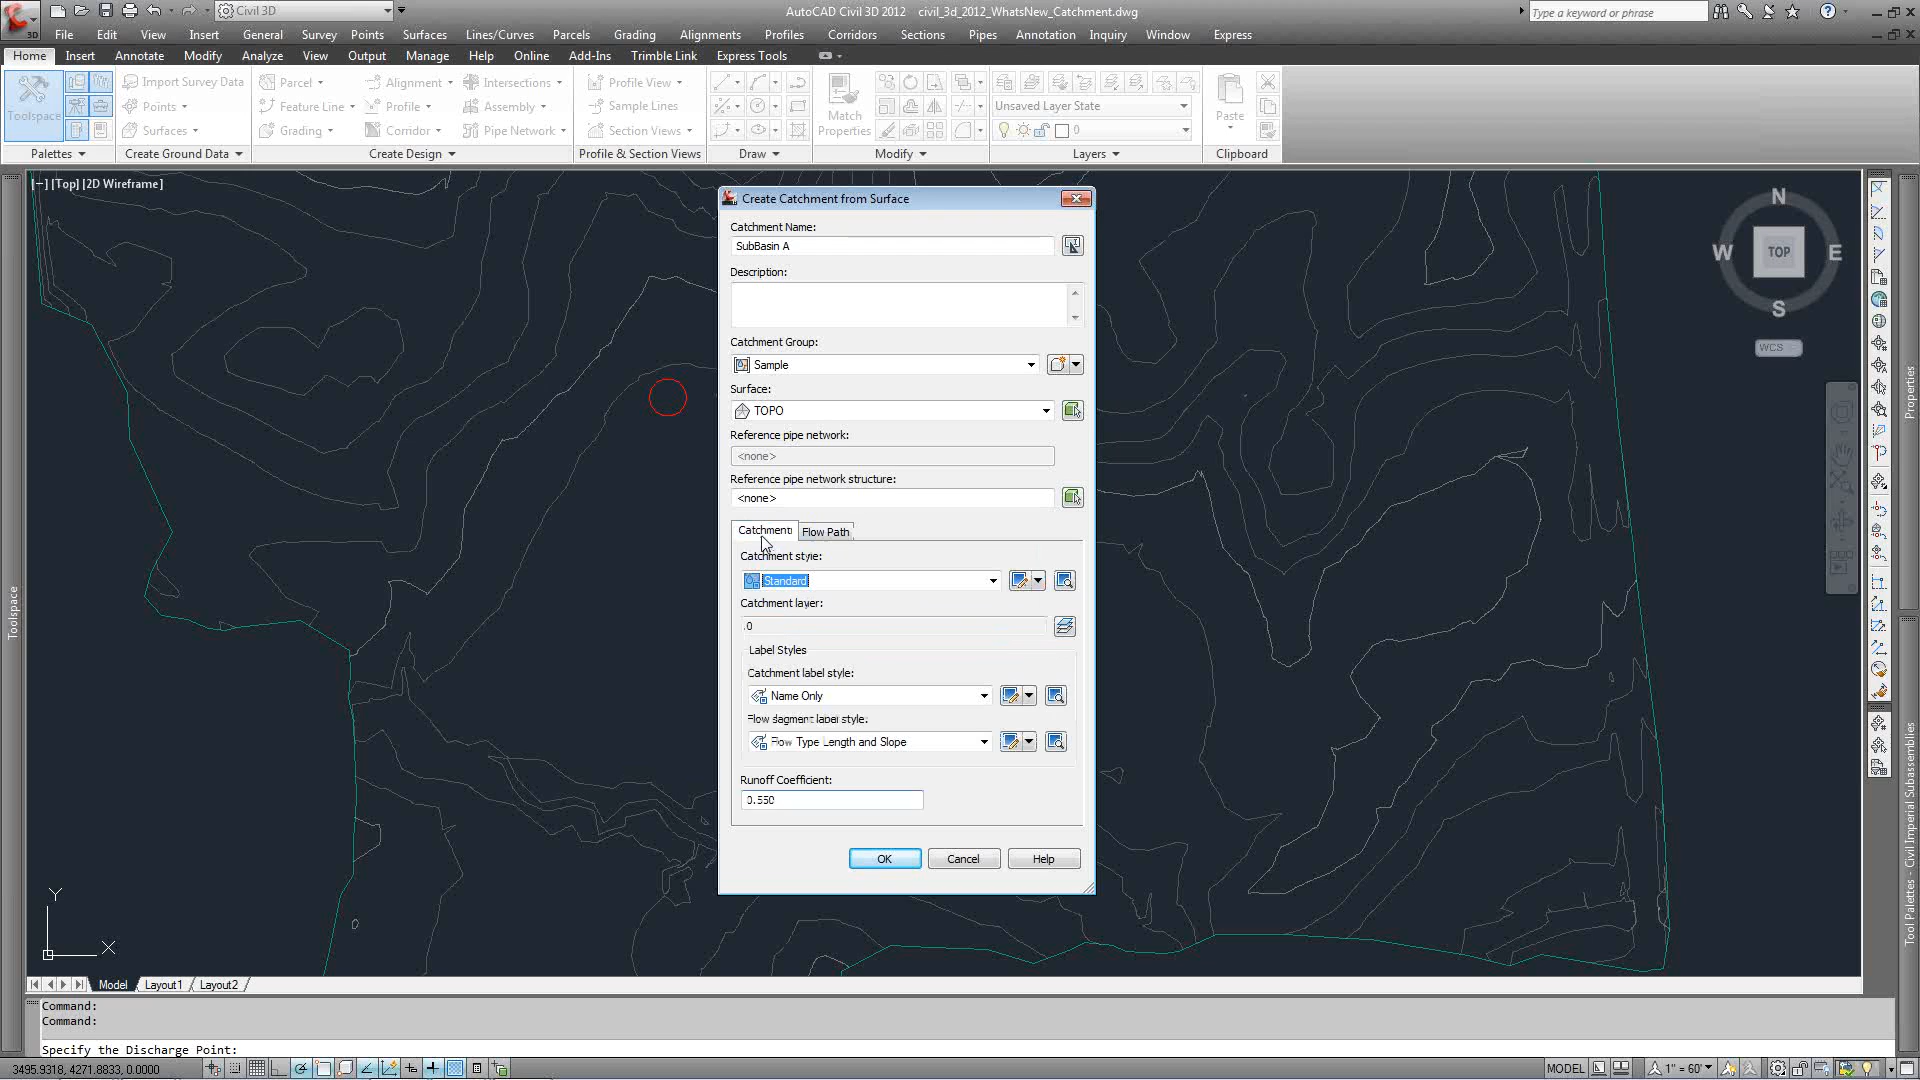 Civil 3D
AutoCAD Civil 3D 2012 civil_3d_2012_WhatsNew_Catchment.dwg
Type a keyword or phrase
3D
File Edit View Insert General Survey Points Surfaces Lines/Curves Parcels Grading Alignments Profiles Corridors Sections Pipes Annotation Inquiry Window Express
Home Insert Annotate Modify Analyze View Output Manage Help Online Add-Ins Trimble Link Express Tools
Import Survey Data Parcel Alignment Intersections Profile View
Toolspace Points Feature Line Profile Assembly Sample Lines Match Properties Unsaved Layer State Paste
Surfaces Grading Corridor Pipe Network Section Views 0
Palettes Create Ground Data Create Design Profile & Section Views Draw Modify Layers Clipboard
[−] [Top] [2D Wireframe]
Create Catchment from Surface
Catchment Name:
SubBasin A
Description:
Catchment Group:
Sample
Surface:
TOPO
Reference pipe network:
<none>
Reference pipe network structure:
<none>
Catchment Flow Path
Catchment style:
Standard
Catchment layer:
0
Label Styles
Catchment label style:
Name Only
Flow segment label style:
Flow Type Length and Slope
Runoff Coefficient:
0.550
OK Cancel Help
N
W TOP E
S
WCS
Properties
Toolspace
Tool Palettes - Civil Imperial Subassemblies
Y
X
Model Layout1 Layout2
Command:
Command:
Specify the Discharge Point:
3495.9318, 4271.8833, 0.0000
MODEL
1" = 60'